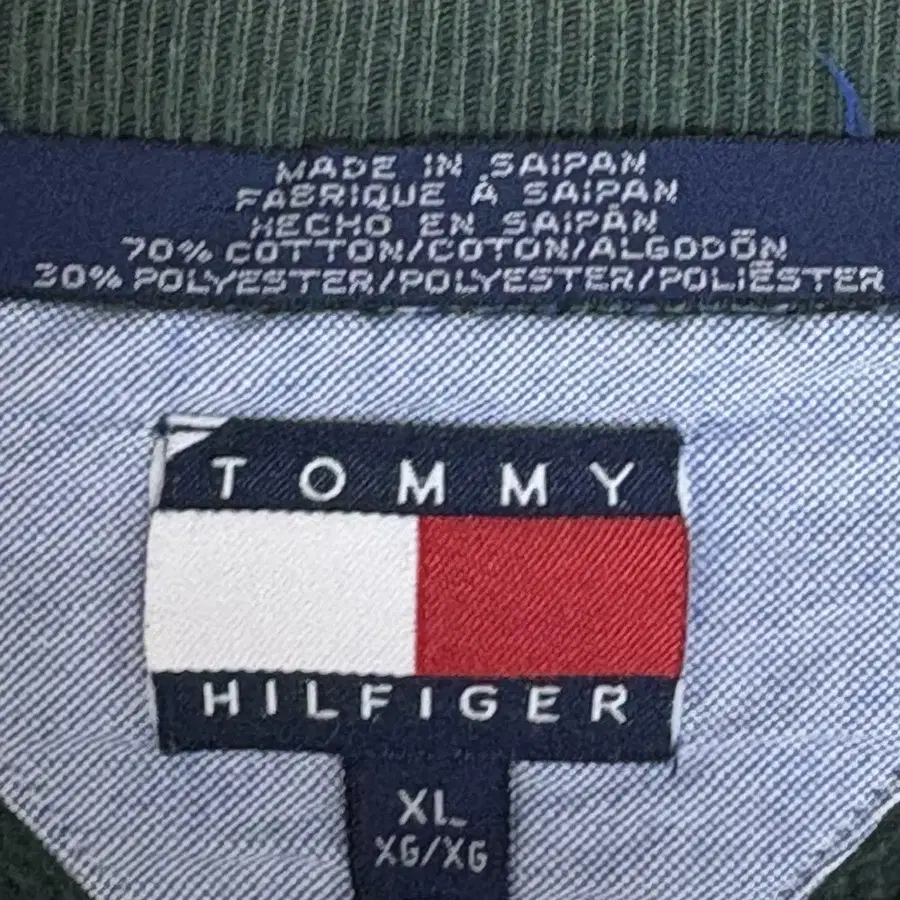 MADE IN SAIPAN
FABRIQUE À SAIPAN
HECHO EN SAIPÁN
70% COTTON/COTON/ALGODÓN
30% POLYESTER/POLYESTER/POLIÉSTER
TOMMY
HILFIGER
XL
XG/XG